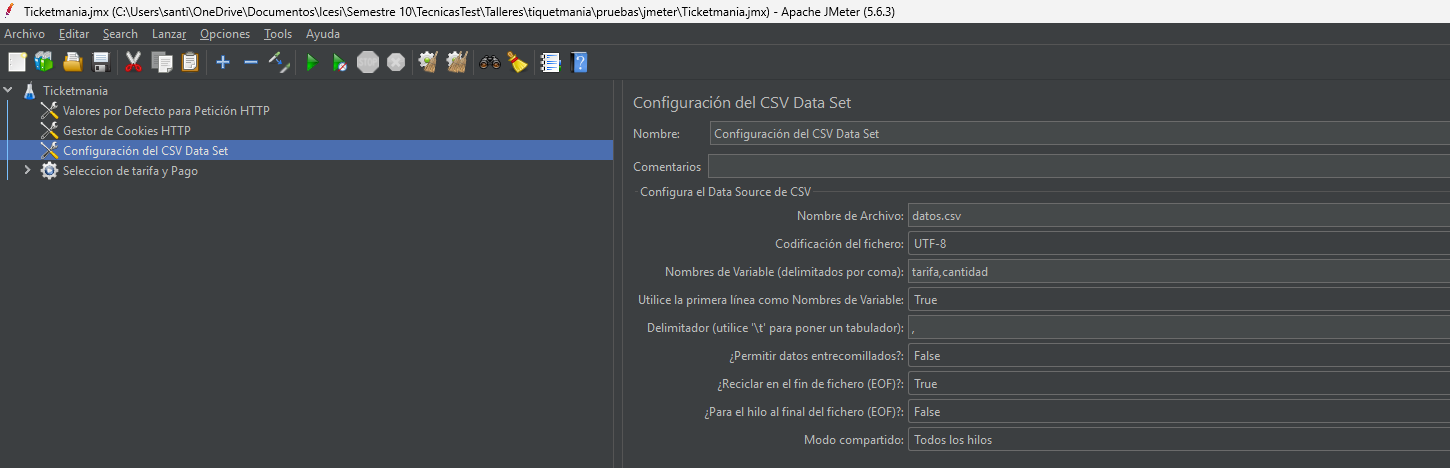 Ticketmania.jmx (C:\Users\santi\OneDrive\Documentos\Icesi\Semestre 10\TecnicasTest\Talleres\tiquetmania\pruebas\jmeter\Ticketmania.jmx) - Apache JMeter (5.6.3)
Archivo Editar Search Lanzar Opciones Tools Ayuda
STOP
Ticketmania
Valores por Defecto para Petición HTTP
Gestor de Cookies HTTP
Configuración del CSV Data Set
Seleccion de tarifa y Pago
Configuración del CSV Data Set
Nombre: Configuración del CSV Data Set
Comentarios
Configura el Data Source de CSV
Nombre de Archivo: datos.csv
Codificación del fichero: UTF-8
Nombres de Variable (delimitados por coma): tarifa,cantidad
Utilice la primera línea como Nombres de Variable: True
Delimitador (utilice '\t' para poner un tabulador): ,
¿Permitir datos entrecomillados?: False
¿Reciclar en el fin de fichero (EOF)?: True
¿Para el hilo al final del fichero (EOF)?: False
Modo compartido: Todos los hilos